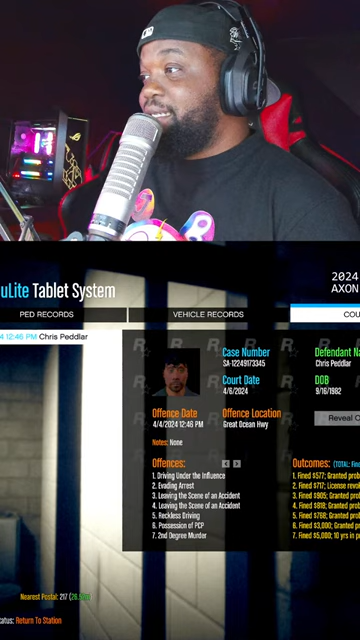 2024
uLite Tablet System
AXON
PED RECORDS
VEHICLE RECORDS
COU
4 12:46 PM Chris Peddlar
Case Number
SA-12249173345
Defendant Na
Chris Peddlar
Court Date
4/6/2024
DOB
9/16/1982
Offence Date
4/4/2024 12:46 PM
Offence Location
Great Ocean Hwy
Reveal O
Notes: None
Offences:
Outcomes: (TOTAL: Fine
1. Driving Under the Influence
2. Evading Arrest
3. Leaving the Scene of an Accident
4. Leaving the Scene of an Accident
5. Reckless Driving
6. Possession of PCP
7. 2nd Degree Murder
1. Fined $577; Granted prob
2. Fined $717; License revo
3. Fined $905; Granted prob
4. Fined $818; Granted prob
5. Fined $768; Granted prob
6. Fined $3,000; Granted pr
7. Fined $5,000; 10 yrs in p
Nearest Postal: 217
tatus: Return To Station